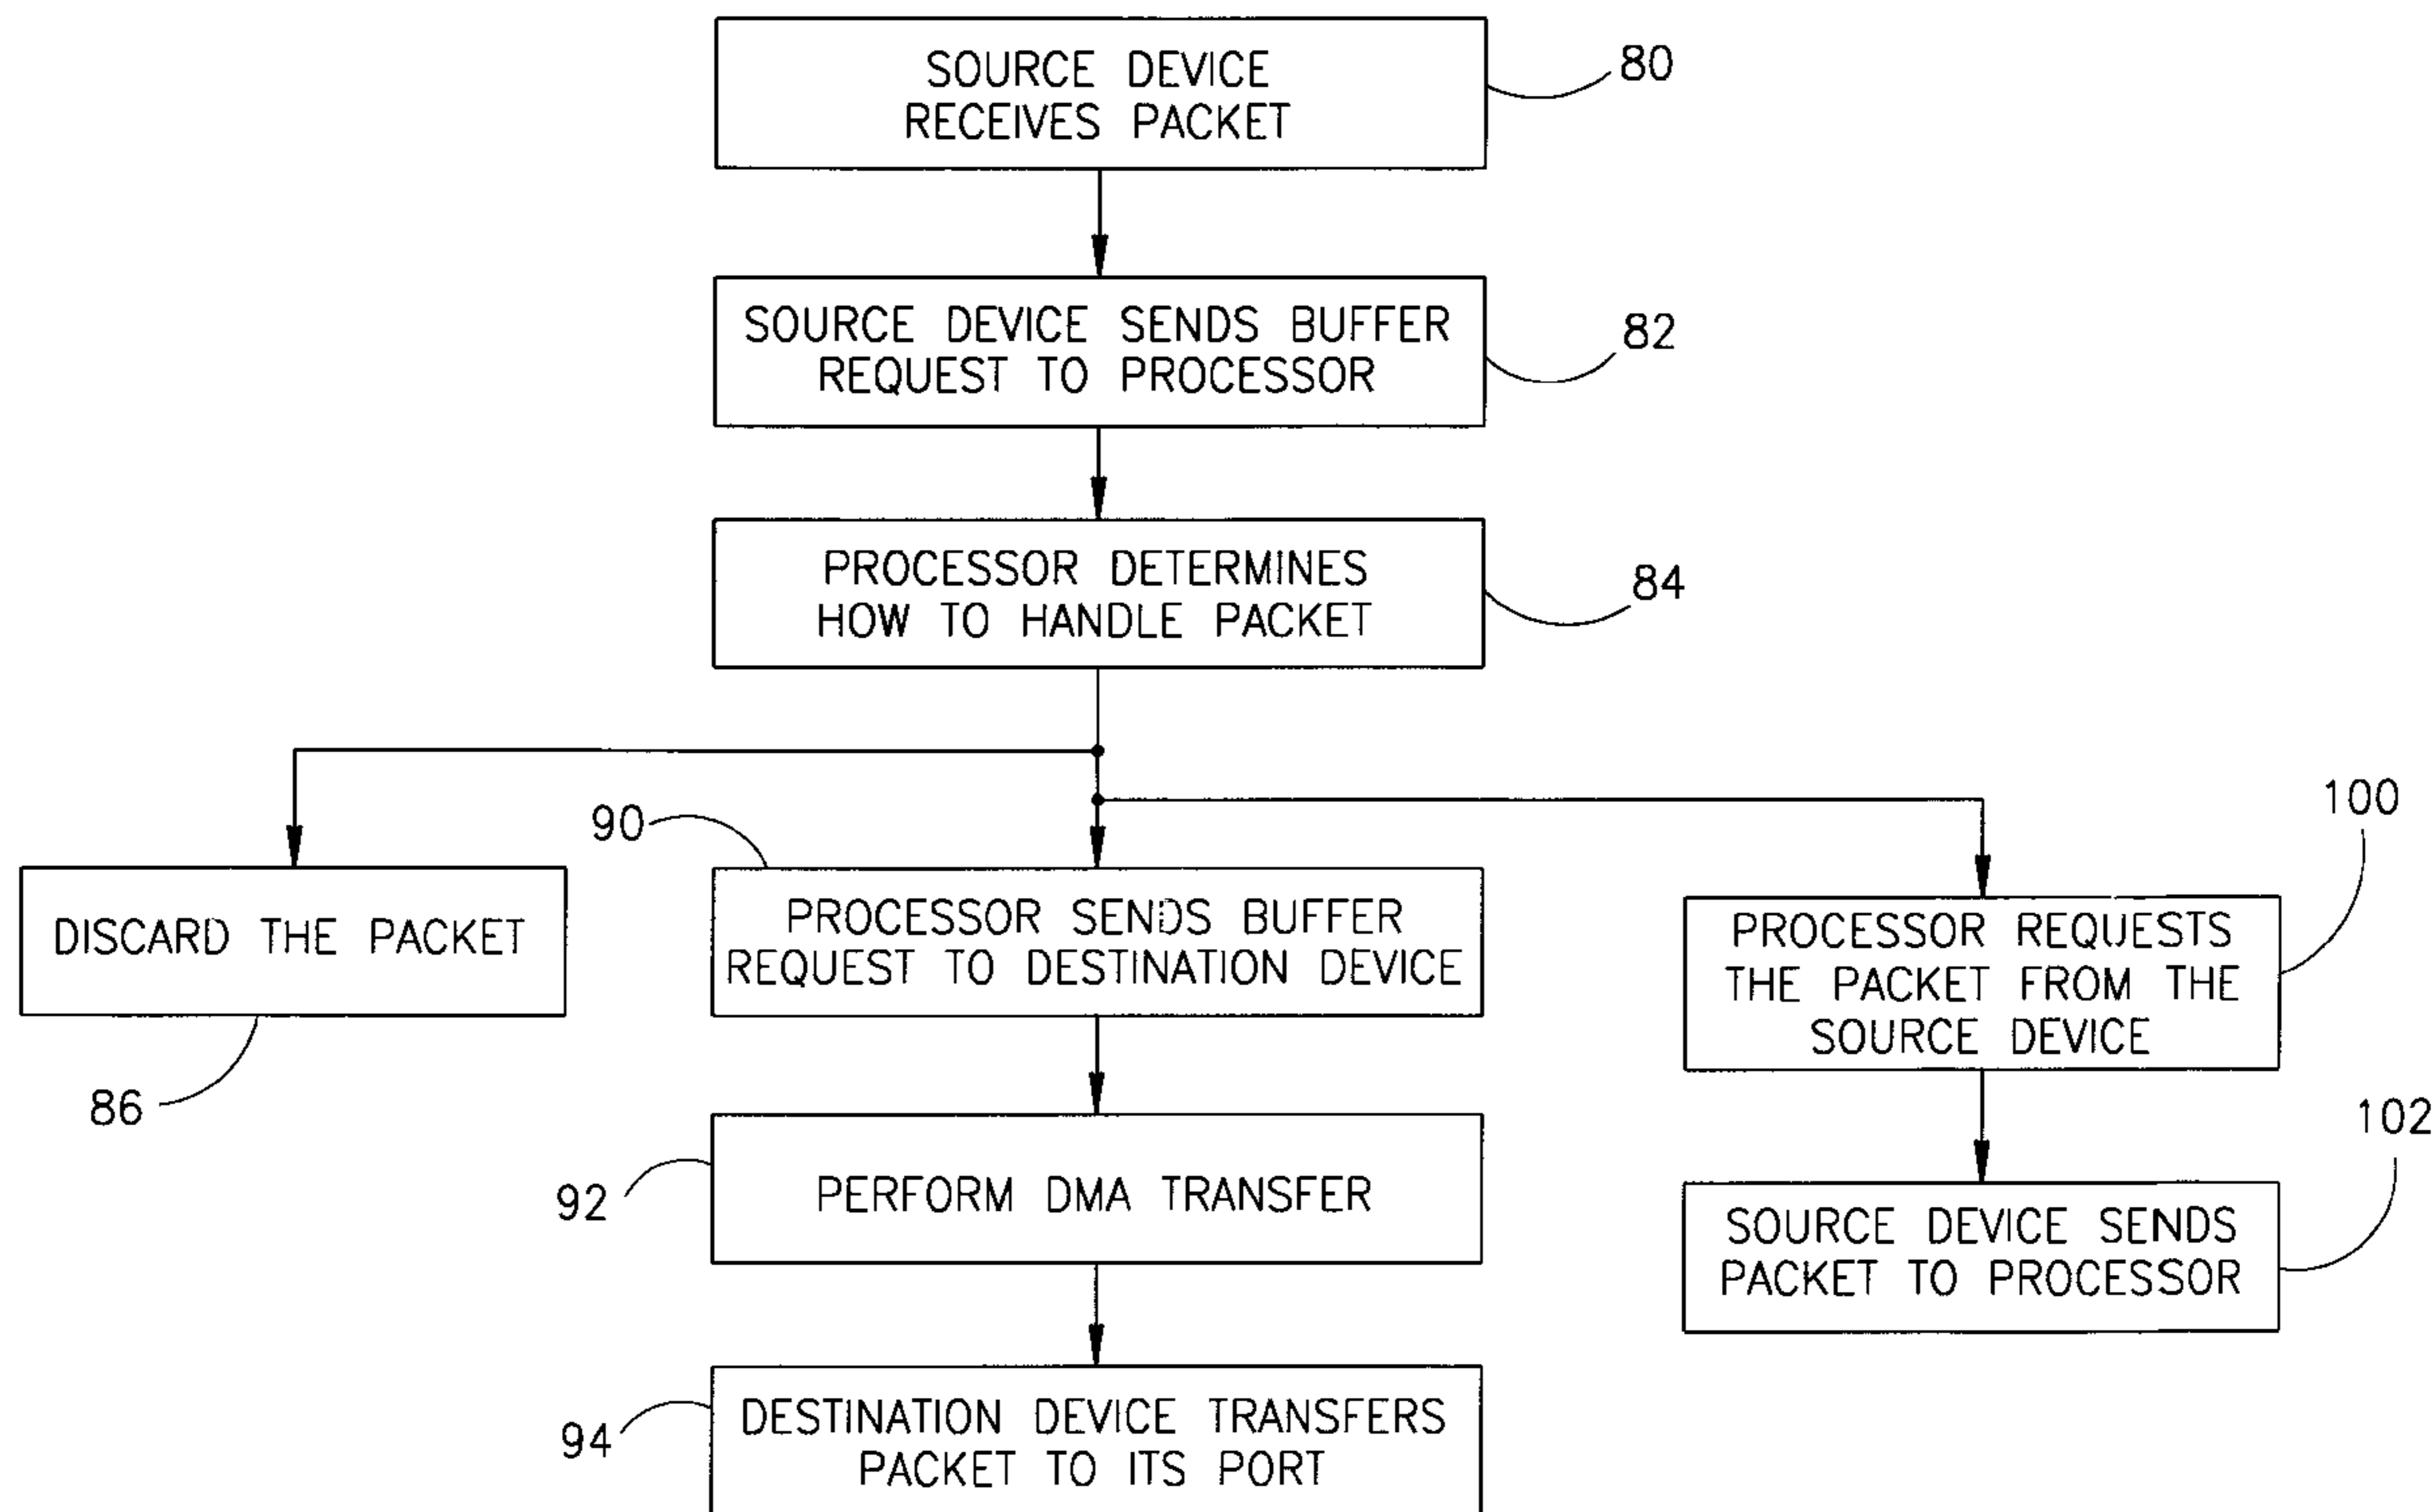 SOURCE DEVICE
RECEIVES PACKET
80
SOURCE DEVICE SENDS BUFFER
REQUEST TO PROCESSOR
82
PROCESSOR DETERMINES
HOW TO HANDLE PACKET
84
DISCARD THE PACKET
86
90
PROCESSOR SENDS BUFFER
REQUEST TO DESTINATION DEVICE
92
PERFORM DMA TRANSFER
94
DESTINATION DEVICE TRANSFERS
PACKET TO ITS PORT
100
PROCESSOR REQUESTS
THE PACKET FROM THE
SOURCE DEVICE
102
SOURCE DEVICE SENDS
PACKET TO PROCESSOR